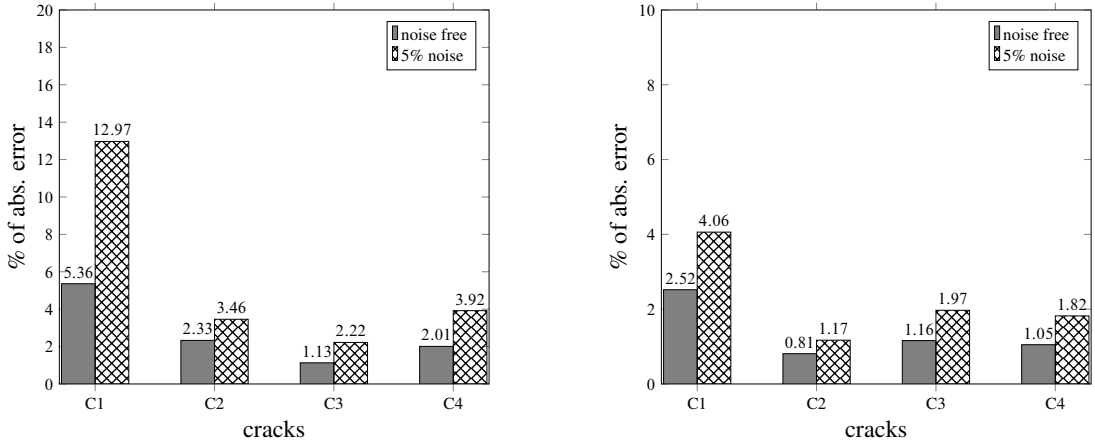 20
18
16
14
12
10
8
6
4
2
0
% of abs. error
noise free
5% noise
12.97
5.36
2.33
3.46
1.13
2.22
2.01
3.92
C1
C2
C3
C4
cracks
10
8
6
4
2
0
% of abs. error
noise free
5% noise
4.06
2.52
0.81
1.17
1.16
1.97
1.05
1.82
C1
C2
C3
C4
cracks